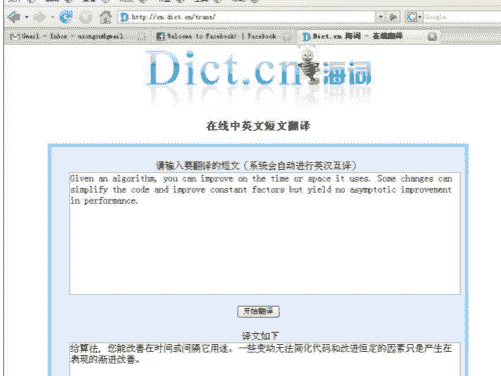 http://cn.dict.cn/trans/
Google
Gmail - Inbox -
Welcome to Facebook! | Facebook
Dict.cn 海词 - 在线翻译
Dict.cn 海词
在线中英文短文翻译
请输入要翻译的短文（系统会自动进行英汉互译）
Given an algorithm, you can improve on the time or space it uses. Some changes can
simplify the code and improve constant factors but yield no asymptotic improvement
in performance.
开始翻译
译文如下
给算法, 您能改善在时间或间隔它用途。一些变动无法简化代码和改进恒定的因素只是产生在
表现的渐进改善。